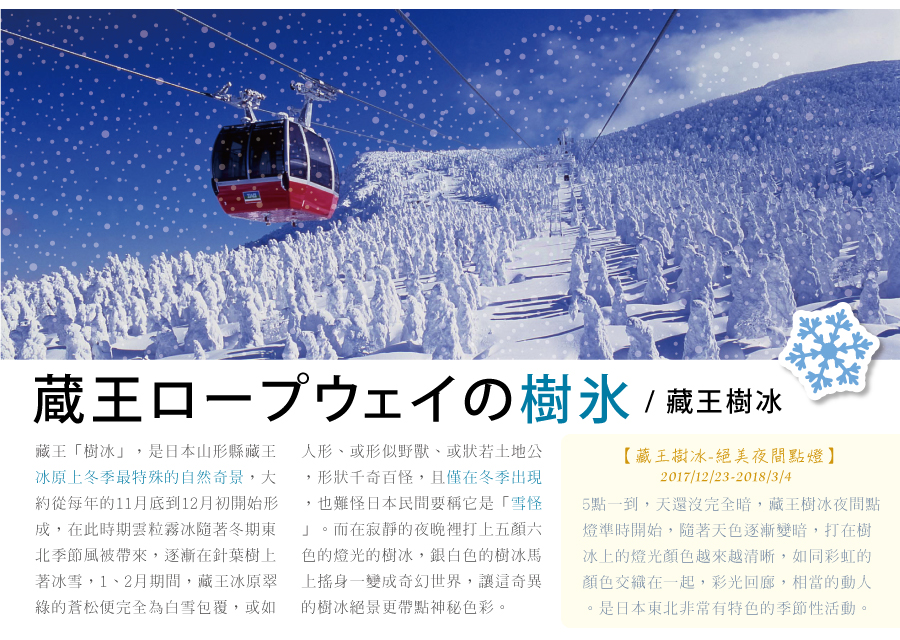 蔵王ロープウェイの樹氷 / 藏王樹冰
藏王「樹冰」，是日本山形縣藏王
冰原上冬季最特殊的自然奇景，大
約從每年的11月底到12月初開始形
成，在此時期雲粒霧冰隨著冬期東
北季節風被帶來，逐漸在針葉樹上
著冰雪，1、2月期間，藏王冰原翠
綠的蒼松便完全為白雪包覆，或如
人形、或形似野獸、或狀若土地公
，形狀千奇百怪，且僅在冬季出現
，也難怪日本民間要稱它是「雪怪
」。而在寂靜的夜晚裡打上五顏六
色的燈光的樹冰，銀白色的樹冰馬
上搖身一變成奇幻世界，讓這奇異
的樹冰絕景更帶點神秘色彩。
【藏王樹冰-絕美夜間點燈】
2017/12/23-2018/3/4
5點一到，天還沒完全暗，藏王樹冰夜間點
燈準時開始，隨著天色逐漸變暗，打在樹
冰上的燈光顏色越來越清晰，如同彩虹的
顏色交織在一起，彩光回廊，相當的動人
。是日本東北非常有特色的季節性活動。